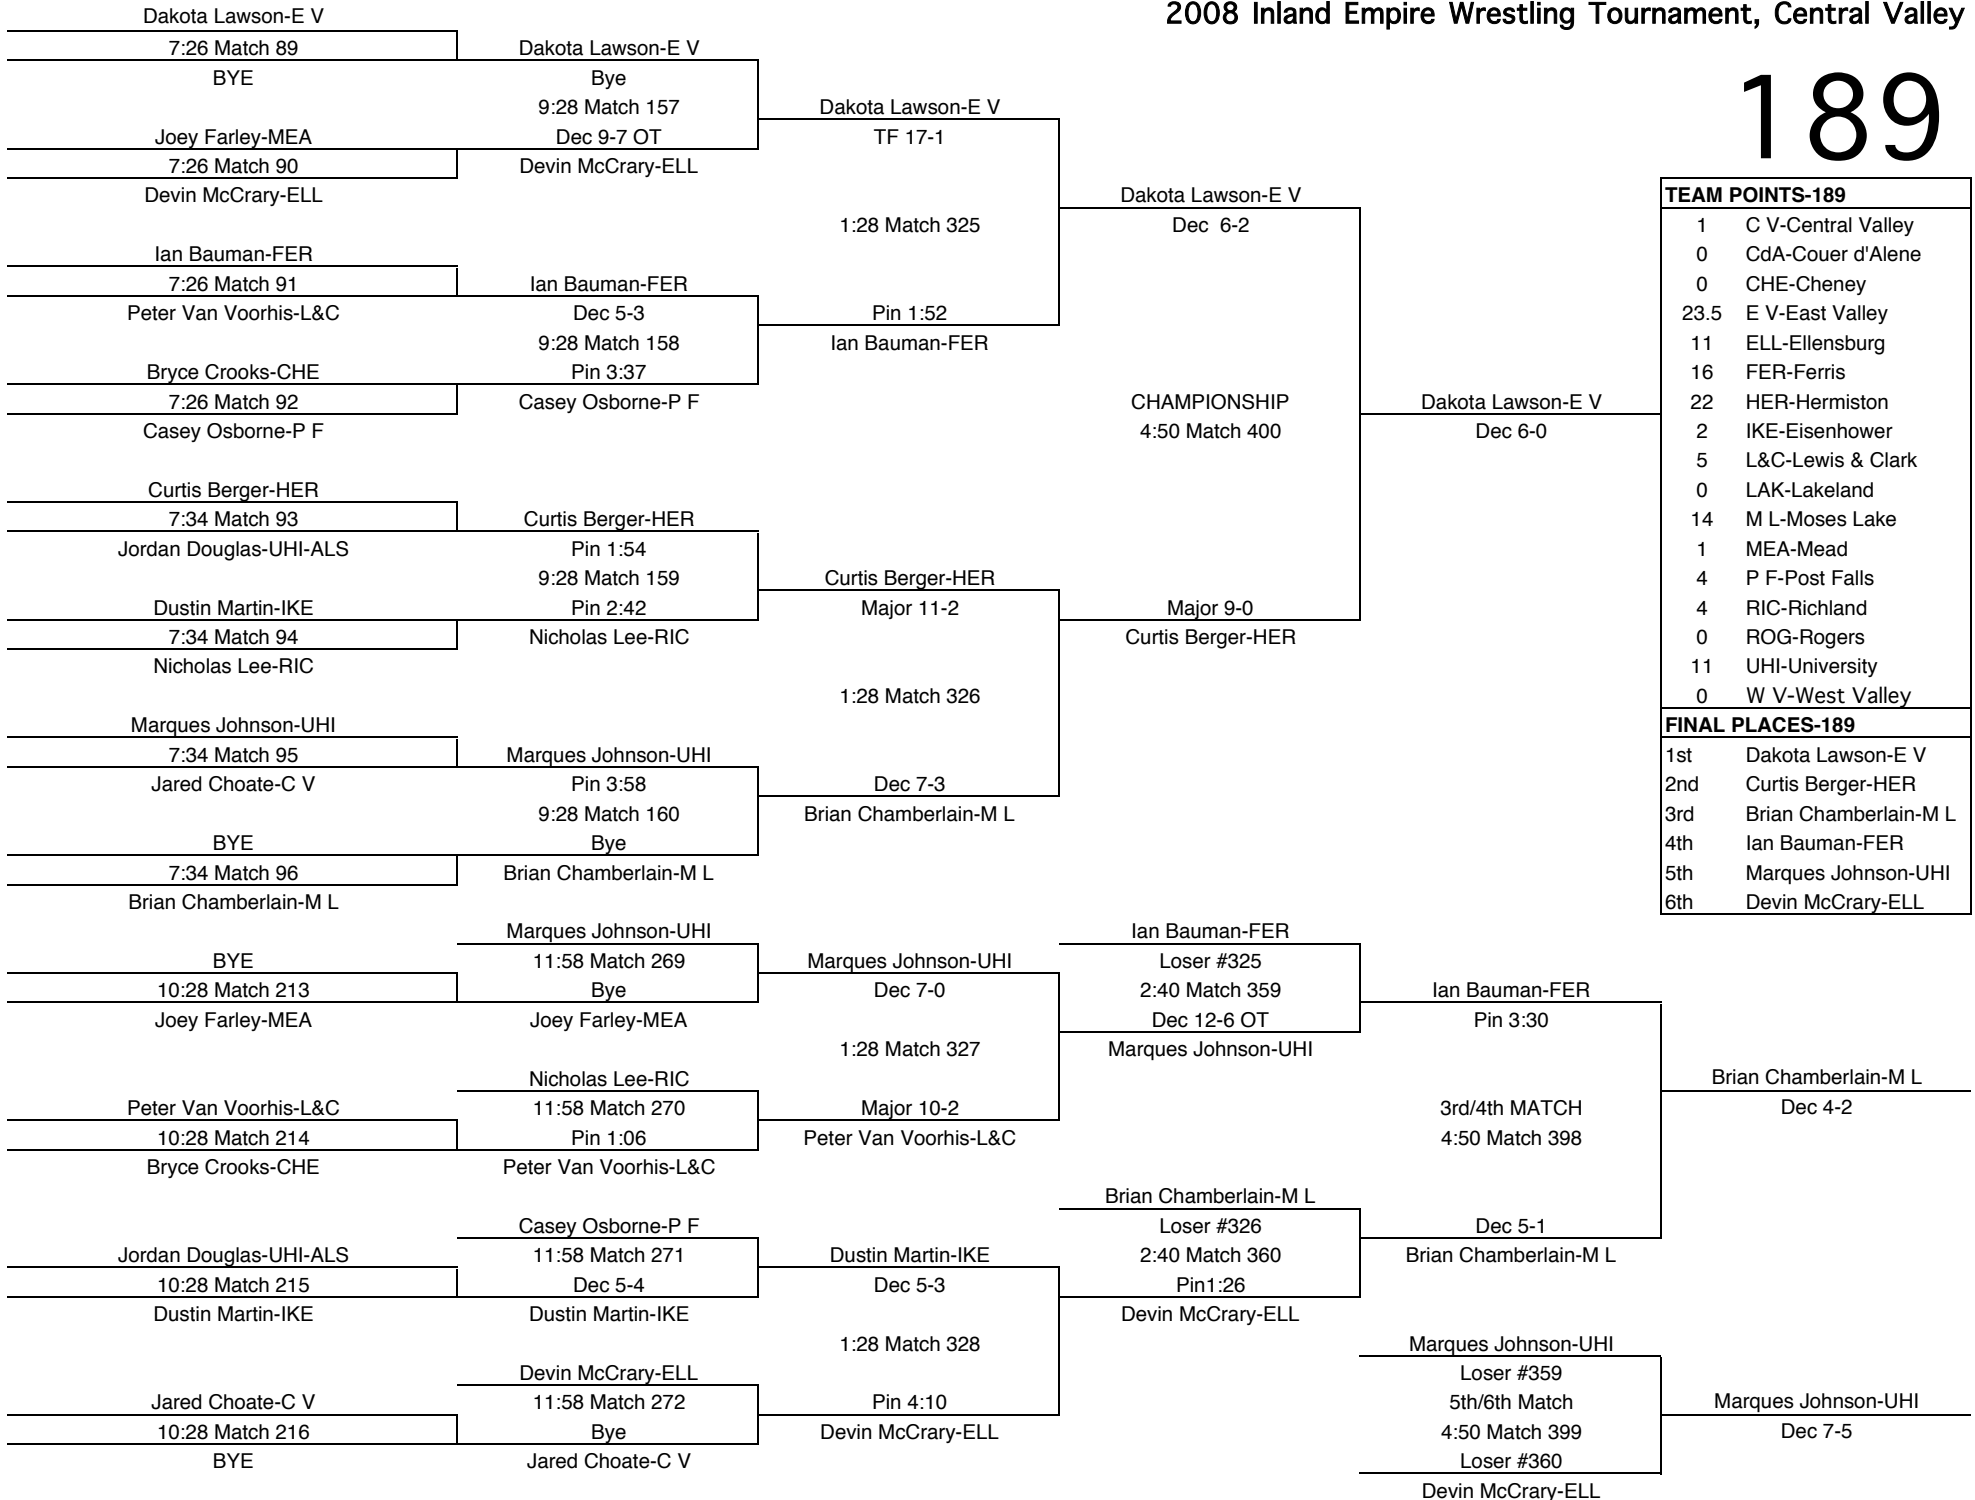 2008 Inland Empire Wrestling Tournament, Central Valley
189
Dakota Lawson-E V
7:26 Match 89
BYE
Joey Farley-MEA
7:26 Match 90
Devin McCrary-ELL
Ian Bauman-FER
7:26 Match 91
Peter Van Voorhis-L&C
Bryce Crooks-CHE
7:26 Match 92
Casey Osborne-P F
Curtis Berger-HER
7:34 Match 93
Jordan Douglas-UHI-ALS
Dustin Martin-IKE
7:34 Match 94
Nicholas Lee-RIC
Marques Johnson-UHI
7:34 Match 95
Jared Choate-C V
BYE
7:34 Match 96
Brian Chamberlain-M L
Dakota Lawson-E V
Bye
9:28 Match 157
Dec 9-7 OT
Devin McCrary-ELL
Ian Bauman-FER
Dec 5-3
9:28 Match 158
Pin 3:37
Casey Osborne-P F
Curtis Berger-HER
Pin 1:54
9:28 Match 159
Pin 2:42
Nicholas Lee-RIC
Marques Johnson-UHI
Pin 3:58
9:28 Match 160
Bye
Brian Chamberlain-M L
Dakota Lawson-E V
TF 17-1
1:28 Match 325
Pin 1:52
Ian Bauman-FER
Curtis Berger-HER
Major 11-2
1:28 Match 326
Dec 7-3
Brian Chamberlain-M L
Dakota Lawson-E V
Dec 6-2
CHAMPIONSHIP
4:50 Match 400
Major 9-0
Curtis Berger-HER
Dakota Lawson-E V
Dec 6-0
TEAM POINTS-189
1 C V-Central Valley
0 CdA-Couer d'Alene
0 CHE-Cheney
23.5 E V-East Valley
11 ELL-Ellensburg
16 FER-Ferris
22 HER-Hermiston
2 IKE-Eisenhower
5 L&C-Lewis & Clark
0 LAK-Lakeland
14 M L-Moses Lake
1 MEA-Mead
4 P F-Post Falls
4 RIC-Richland
0 ROG-Rogers
11 UHI-University
0 W V-West Valley
FINAL PLACES-189
1st Dakota Lawson-E V
2nd Curtis Berger-HER
3rd Brian Chamberlain-M L
4th Ian Bauman-FER
5th Marques Johnson-UHI
6th Devin McCrary-ELL
BYE
10:28 Match 213
Joey Farley-MEA
Peter Van Voorhis-L&C
10:28 Match 214
Bryce Crooks-CHE
Jordan Douglas-UHI-ALS
10:28 Match 215
Dustin Martin-IKE
Jared Choate-C V
10:28 Match 216
BYE
Marques Johnson-UHI
11:58 Match 269
Bye
Joey Farley-MEA
Nicholas Lee-RIC
11:58 Match 270
Pin 1:06
Peter Van Voorhis-L&C
Casey Osborne-P F
11:58 Match 271
Dec 5-4
Dustin Martin-IKE
Devin McCrary-ELL
11:58 Match 272
Bye
Jared Choate-C V
Marques Johnson-UHI
Dec 7-0
1:28 Match 327
Major 10-2
Peter Van Voorhis-L&C
Dustin Martin-IKE
Dec 5-3
1:28 Match 328
Pin 4:10
Devin McCrary-ELL
Ian Bauman-FER
Loser #325
2:40 Match 359
Dec 12-6 OT
Marques Johnson-UHI
Brian Chamberlain-M L
Loser #326
2:40 Match 360
Pin1:26
Devin McCrary-ELL
Ian Bauman-FER
Pin 3:30
3rd/4th MATCH
4:50 Match 398
Dec 5-1
Brian Chamberlain-M L
Marques Johnson-UHI
Loser #359
5th/6th Match
4:50 Match 399
Loser #360
Devin McCrary-ELL
Brian Chamberlain-M L
Dec 4-2
Marques Johnson-UHI
Dec 7-5